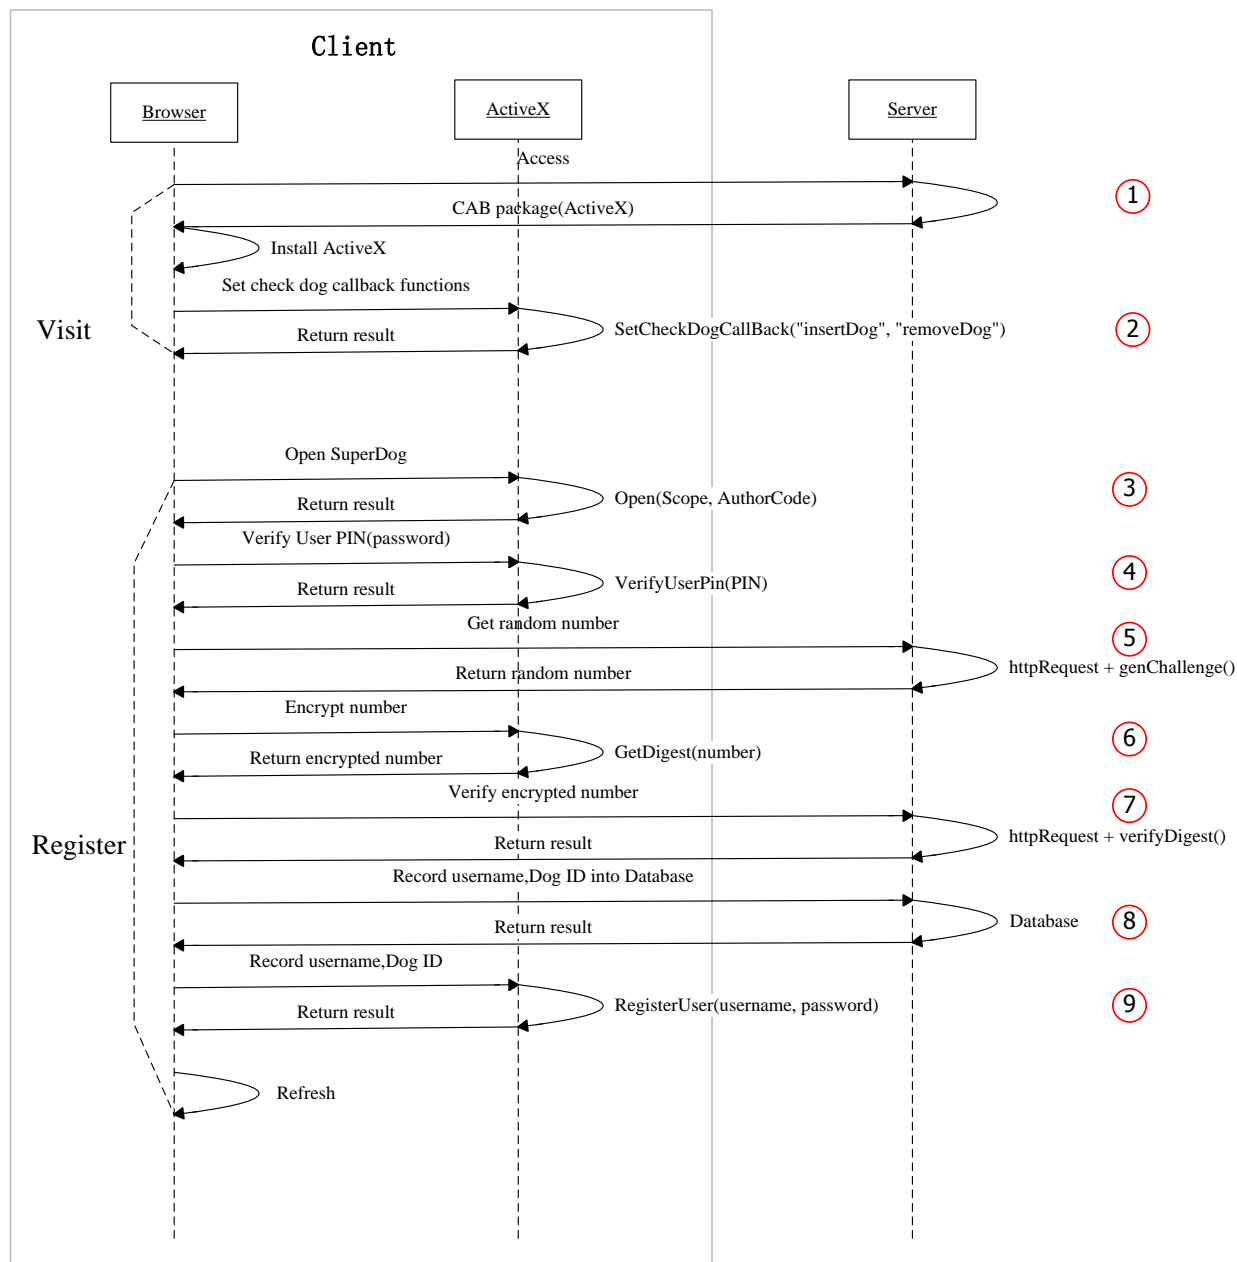 Client
Browser
ActiveX
Server
Access
1
CAB package(ActiveX)
Install ActiveX
Set check dog callback functions
Visit
Return result
SetCheckDogCallBack("insertDog", "removeDog")
2
Open SuperDog
Return result
Open(Scope, AuthorCode)
3
Verify User PIN(password)
Return result
VerifyUserPin(PIN)
4
Get random number
5
Return random number
httpRequest + genChallenge()
Encrypt number
Return encrypted number
GetDigest(number)
6
Verify encrypted number
7
Register
Return result
httpRequest + verifyDigest()
Record username,Dog ID into Database
Return result
Database
8
Record username,Dog ID
Return result
RegisterUser(username, password)
9
Refresh